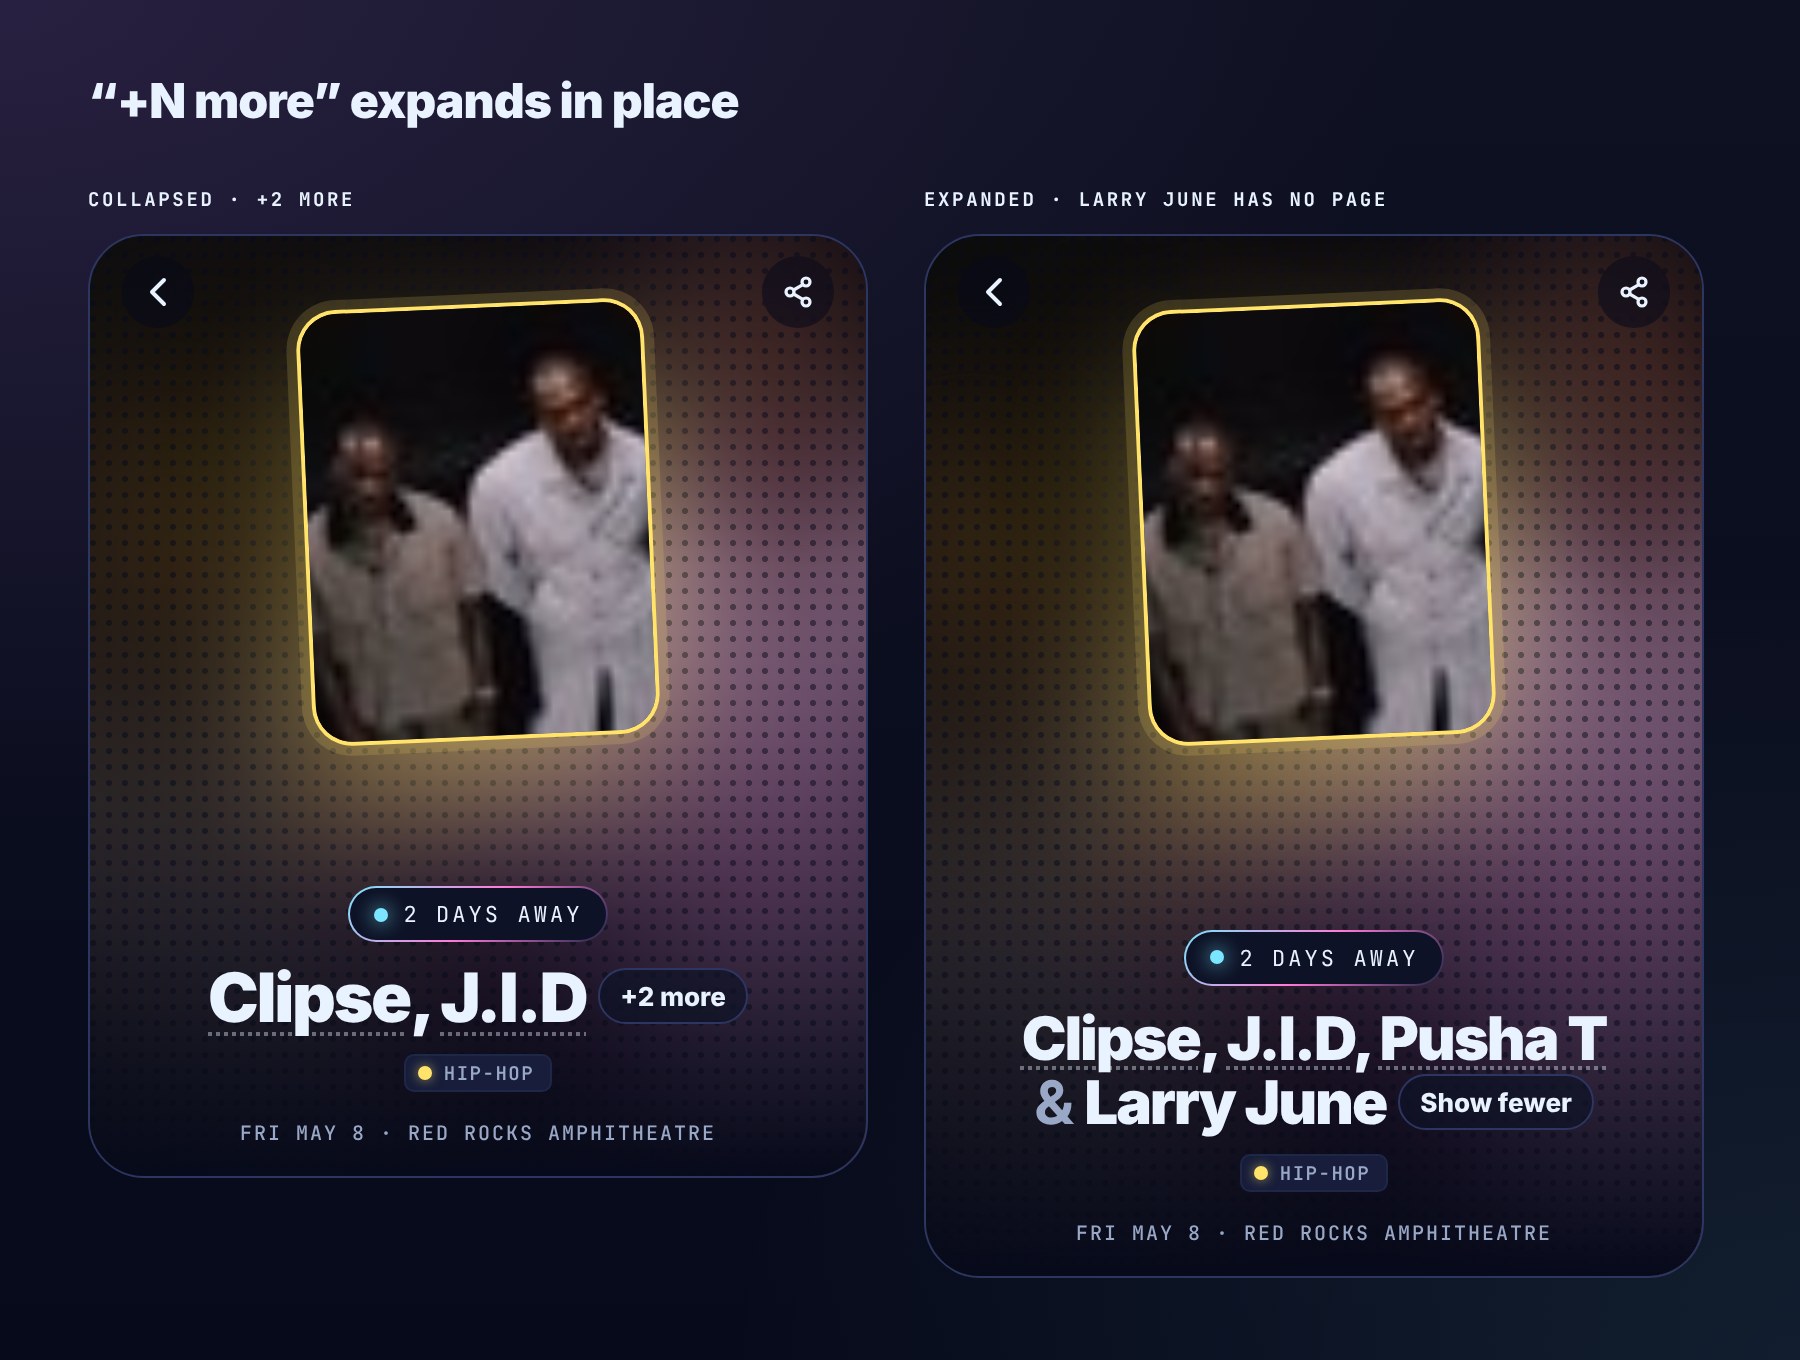 “+N more” expands in place
COLLAPSED · +2 MORE
2 DAYS AWAY
Clipse, J.I.D +2 more
HIP-HOP
FRI MAY 8 · RED ROCKS AMPHITHEATRE
EXPANDED · LARRY JUNE HAS NO PAGE
2 DAYS AWAY
Clipse, J.I.D, Pusha T
& Larry June Show fewer
HIP-HOP
FRI MAY 8 · RED ROCKS AMPHITHEATRE